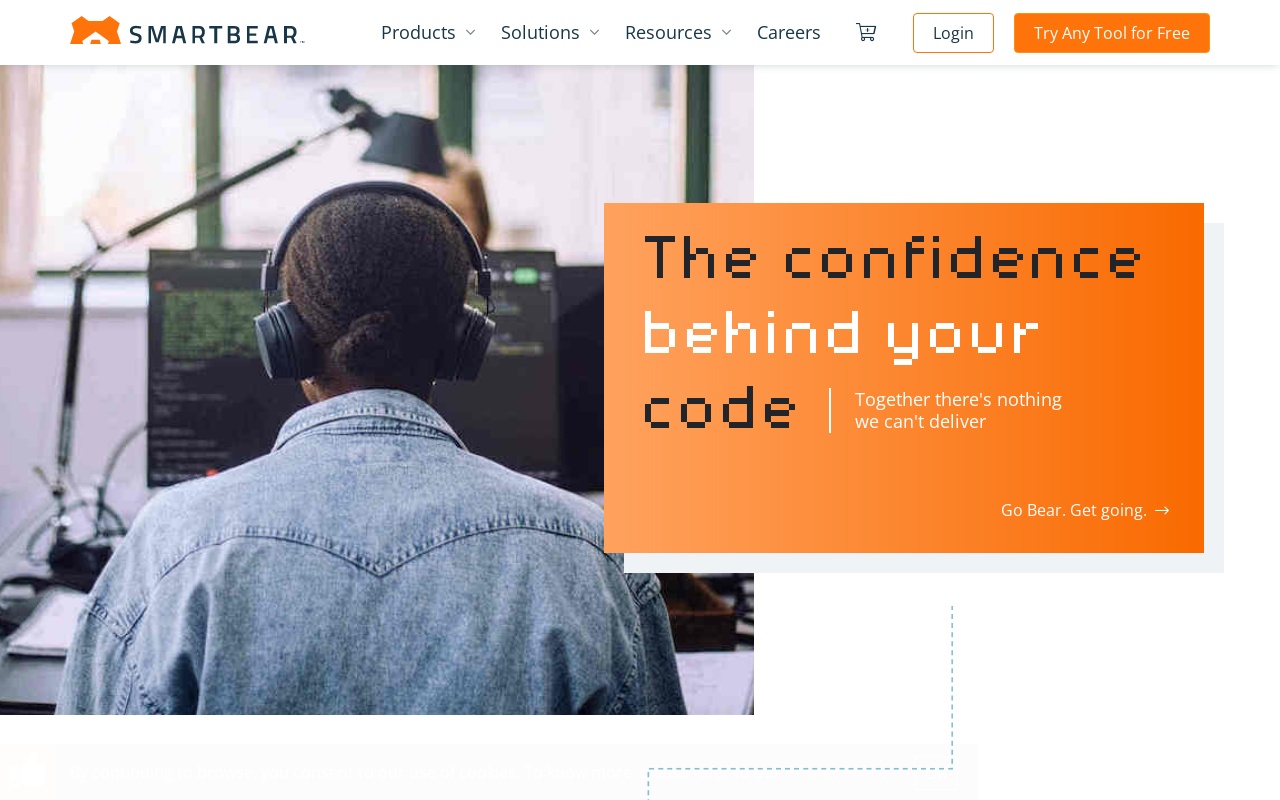 SMARTBEAR
Products
Solutions
Resources
Careers
Login
Try Any Tool for Free
The confidence
behind your
code
Together there's nothing
we can't deliver
Go Bear. Get going. →